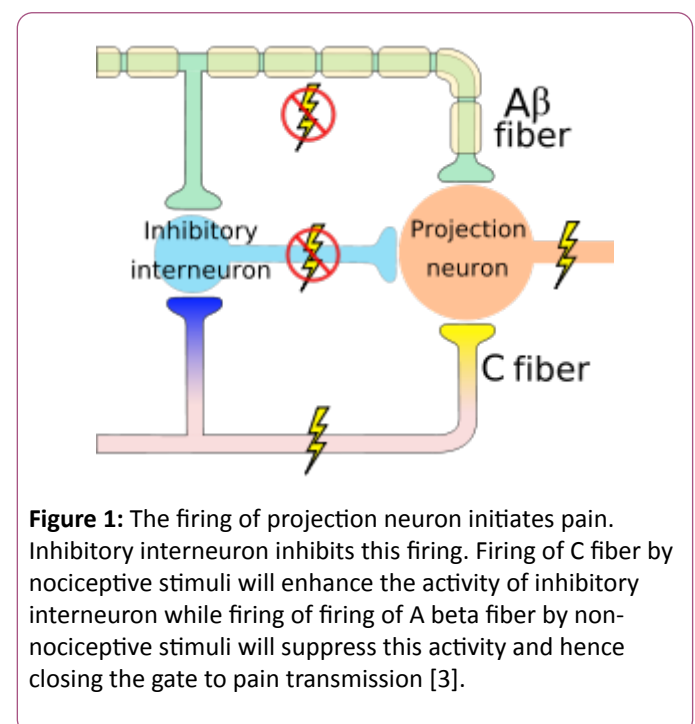 Aβ
fiber
Inhibitory
interneuron
Projection
neuron
C fiber
Figure 1: The firing of projection neuron initiates pain.
Inhibitory interneuron inhibits this firing. Firing of C fiber by
nociceptive stimuli will enhance the activity of inhibitory
interneuron while firing of firing of A beta fiber by non-
nociceptive stimuli will suppress this activity and hence
closing the gate to pain transmission [3].